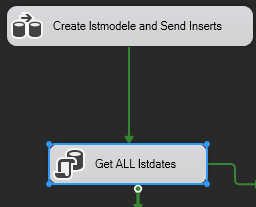 Create lstmodele and Send Inserts
Get ALL lstdates